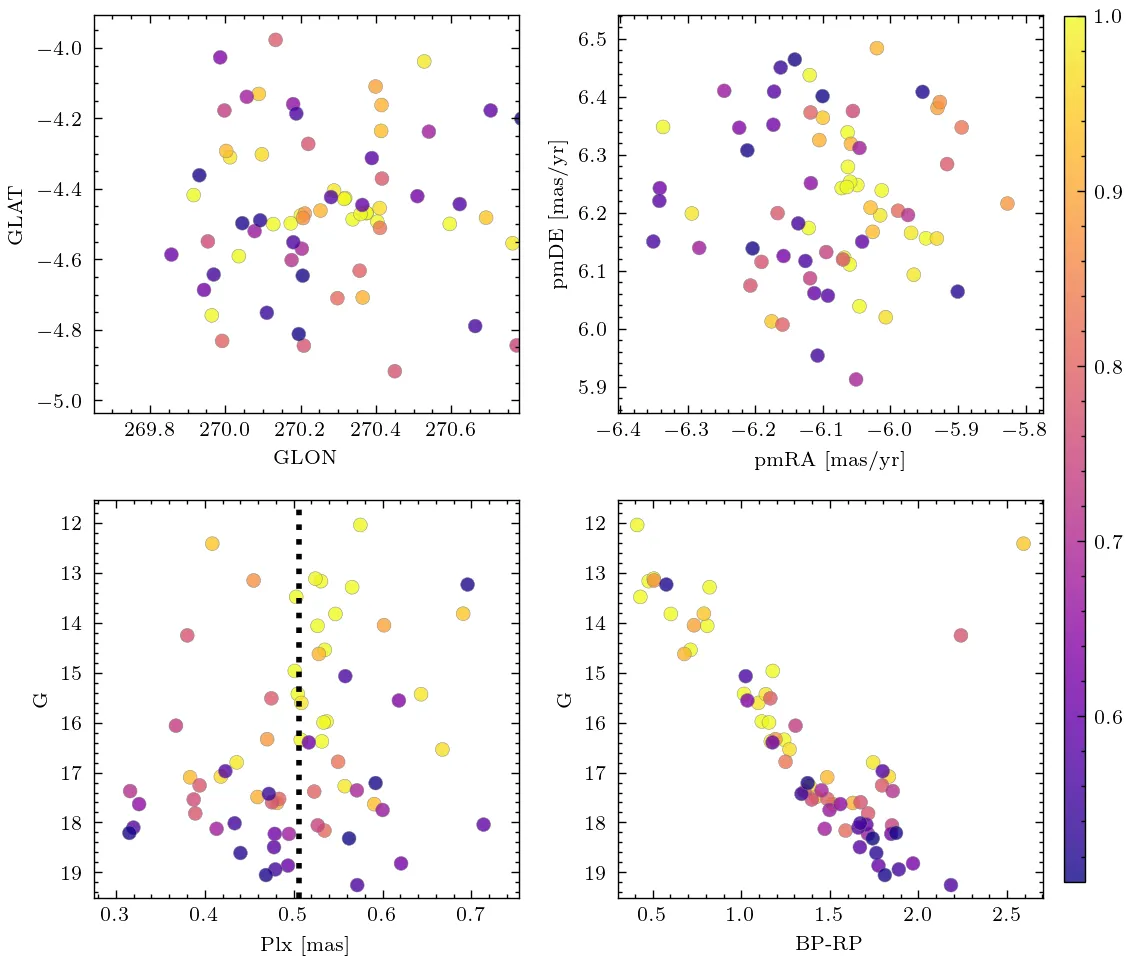 −4.0
−4.2
−4.4
−4.6
−4.8
−5.0
GLAT
269.8 270.0 270.2 270.4 270.6
GLON
6.5
6.4
6.3
6.2
6.1
6.0
5.9
pmDE [mas/yr]
−6.4 −6.3 −6.2 −6.1 −6.0 −5.9 −5.8
pmRA [mas/yr]
12
13
14
15
16
17
18
19
G
0.3 0.4 0.5 0.6 0.7
Plx [mas]
12
13
14
15
16
17
18
19
G
0.5 1.0 1.5 2.0 2.5
BP-RP
1.0
0.9
0.8
0.7
0.6